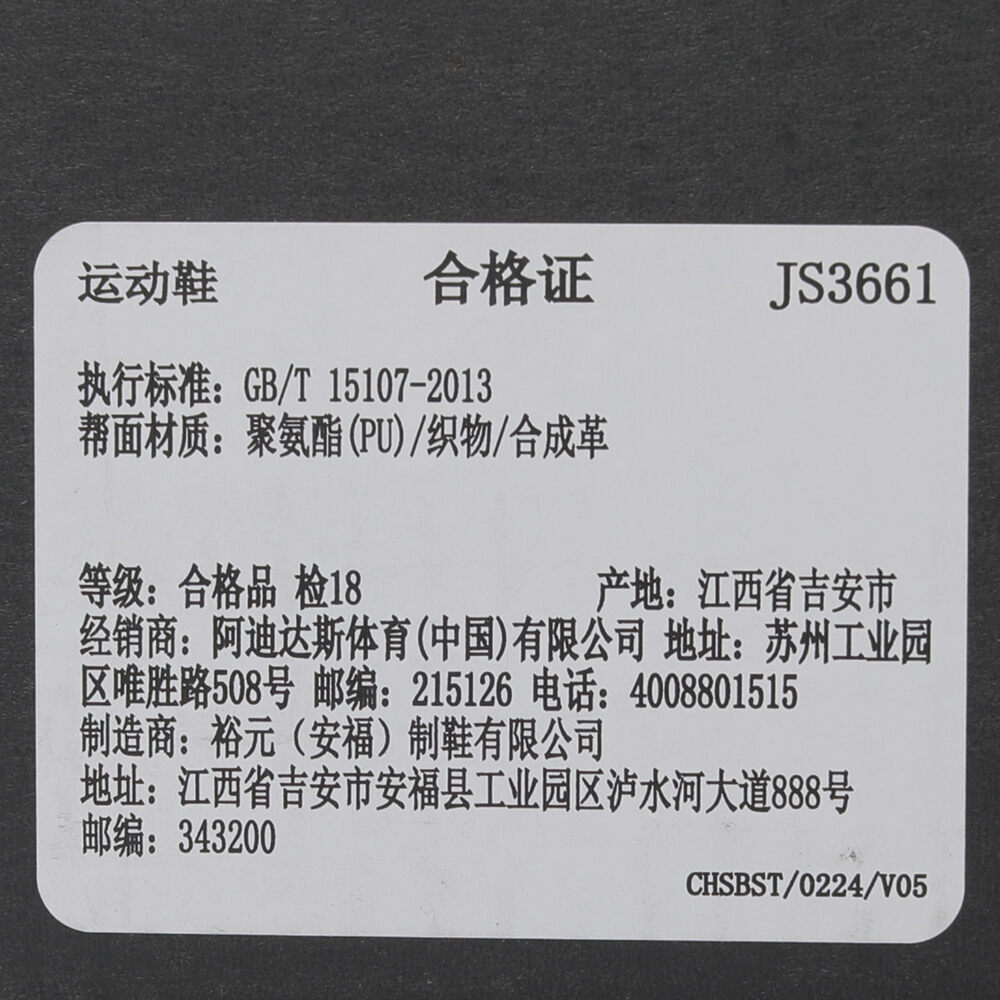 运动鞋 合格证 JS3661
执行标准：GB/T 15107-2013
帮面材质：聚氨酯(PU)/织物/合成革
等级：合格品 检18 产地：江西省吉安市
经销商：阿迪达斯体育(中国)有限公司 地址：苏州工业园
区唯胜路508号 邮编：215126 电话：4008801515
制造商：裕元（安福）制鞋有限公司
地址：江西省吉安市安福县工业园区泸水河大道888号
邮编：343200
CHSBST/0224/V05